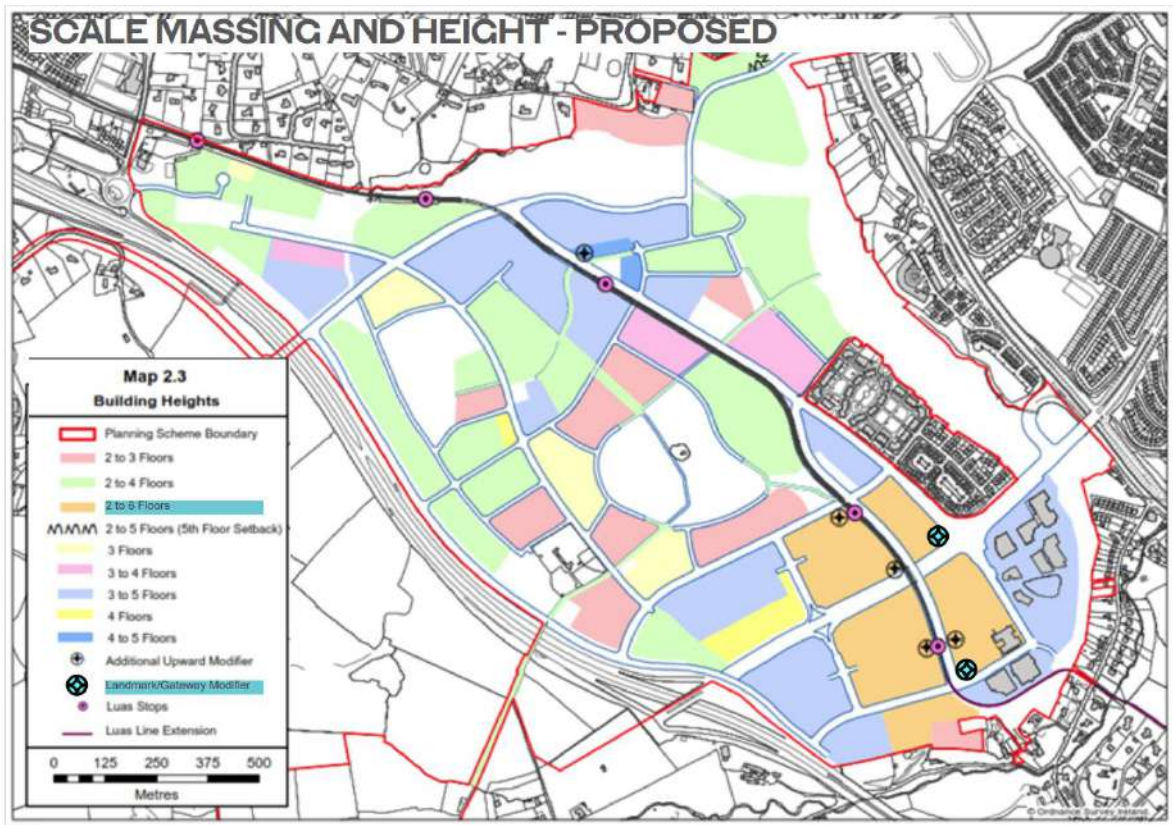 SCALE MASSING AND HEIGHT - PROPOSED
Map 2.3
Building Heights
Planning Scheme Boundary
2 to 3 Floors
2 to 4 Floors
2 to 6 Floors
2 to 5 Floors (5th Floor Setback)
3 Floors
3 to 4 Floors
3 to 5 Floors
4 Floors
4 to 5 Floors
Additional Upward Modifier
Landmark/Gateway Modifier
Luas Stops
Luas Line Extension
0 125 250 375 500
Metres
© Ordnance Survey Ireland